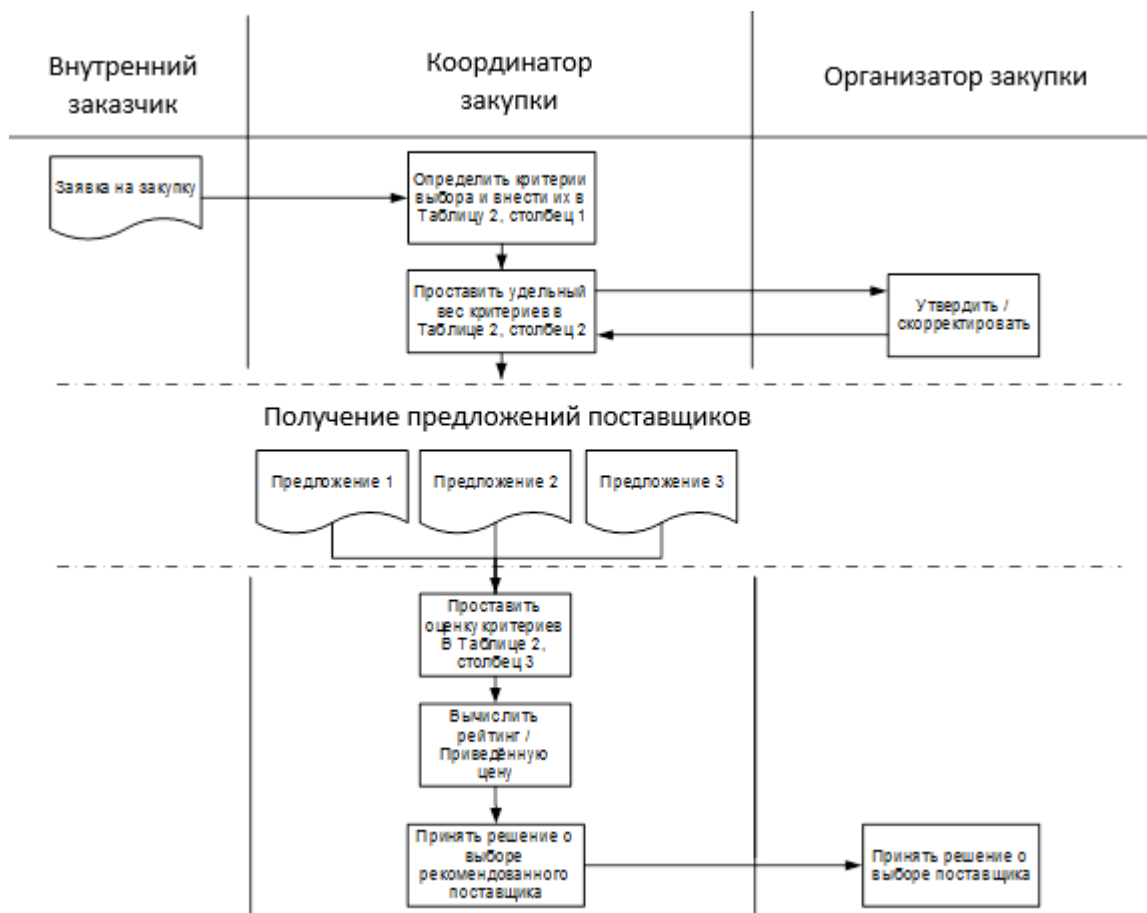 Внутренний
заказчик
Координатор
закупки
Организатор закупки
Заявка на закупку
Определить критерии
выбора и внести их в
Таблицу 2, столбец 1
Проставить удельный
вес критериев в
Таблице 2, столбец 2
Утвердить /
скорректировать
Получение предложений поставщиков
Предложение 1
Предложение 2
Предложение 3
Проставить
оценку критериев
В Таблице 2,
столбец 3
Вычислить
рейтинг /
Приведённую
цену
Принять решение о
выборе
рекомендованного
поставщика
Принять решение о
выборе поставщика